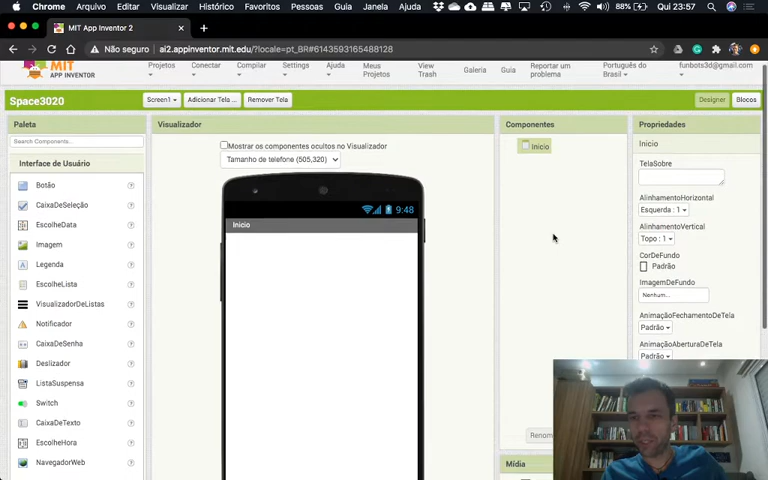 Chrome Arquivo Editar Visualizar Histórico Favoritos Pessoas Guia Janela Ajuda 88% Qui 23:57
MIT App Inventor 2
Não seguro ai2.appinventor.mit.edu/?locale=pt_BR#6143593165488128
MIT
APP INVENTOR
Projetos Conectar Compilar Settings Ajuda Meus Projetos View Trash Galeria Guia Reportar um problema Português do Brasil funbots3d@gmail.com
Space3020 Screen1 Adicionar Tela ... Remover Tela Designer Blocos
Paleta
Search Components...
Interface de Usuário
Botão
CaixaDeSeleção
EscolheData
Imagem
Legenda
EscolheLista
VisualizadorDeListas
Notificador
CaixaDeSenha
Deslizador
ListaSuspensa
Switch
CaixaDeTexto
EscolheHora
NavegadorWeb
Visualizador
Mostrar os componentes ocultos no Visualizador
Tamanho de telefone (505,320)
9:48
Inicio
Componentes
Inicio
Renom
Mídia
Propriedades
Inicio
TelaSobre
AlinhamentoHorizontal
Esquerda : 1
AlinhamentoVertical
Topo : 1
CorDeFundo
Padrão
ImagemDeFundo
Nenhum...
AnimaçãoFechamentoDeTela
Padrão
AnimaçãoAberturaDeTela
Padrão